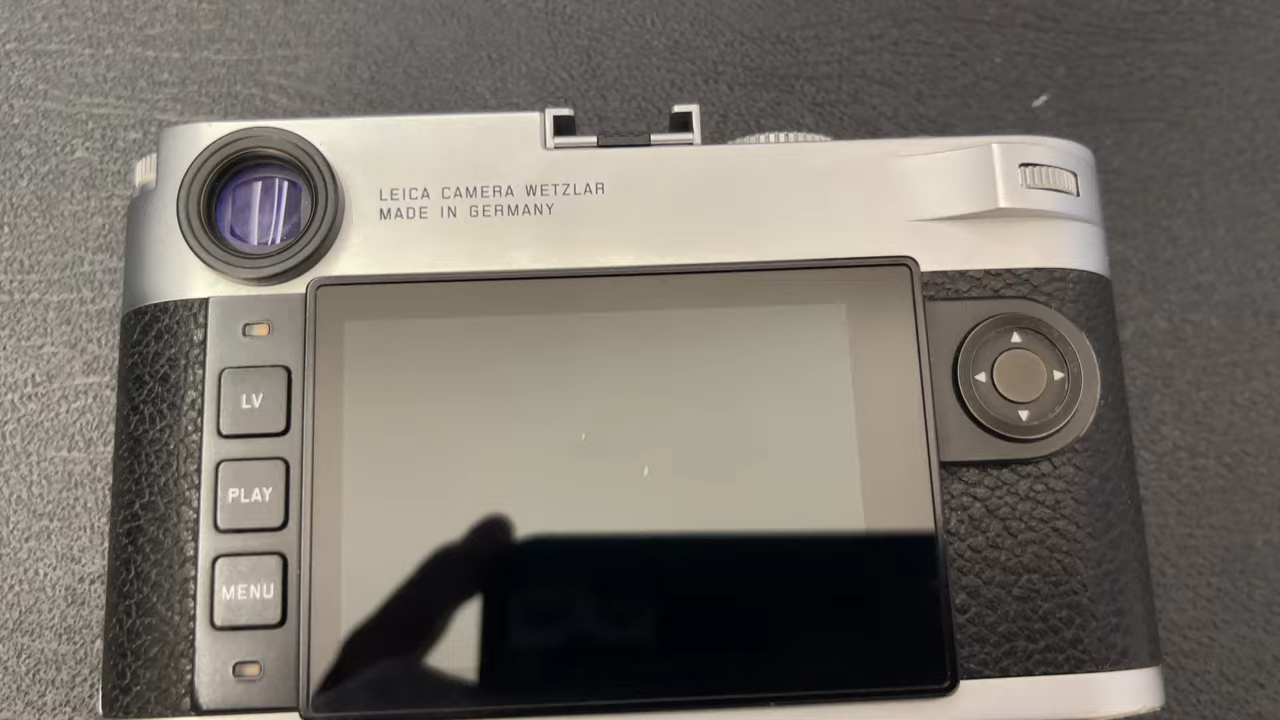 LEICA CAMERA WETZLAR
MADE IN GERMANY
LV
PLAY
MENU